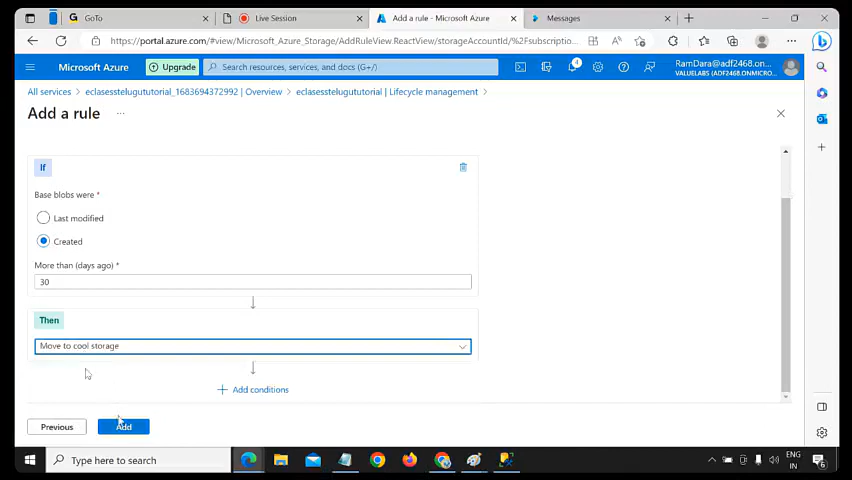 GoTo
Live Session
Add a rule - Microsoft Azure
Messages
https://portal.azure.com/#view/Microsoft_Azure_Storage/AddRuleView.ReactView/storageAccountId/%2Fsubscription...
Microsoft Azure
Upgrade
Search resources, services, and docs (G+/)
4
RamDara@adf2468.on...
VALUELABS (ADF2468.ONMICRO...
All services
eclasesstelugututorial_1683694372992 | Overview
eclasesstelugututorial | Lifecycle management
Add a rule
If
Base blobs were *
Last modified
Created
More than (days ago) *
30
Then
Move to cool storage
Add conditions
Previous
Add
Type here to search
ENG
IN
6